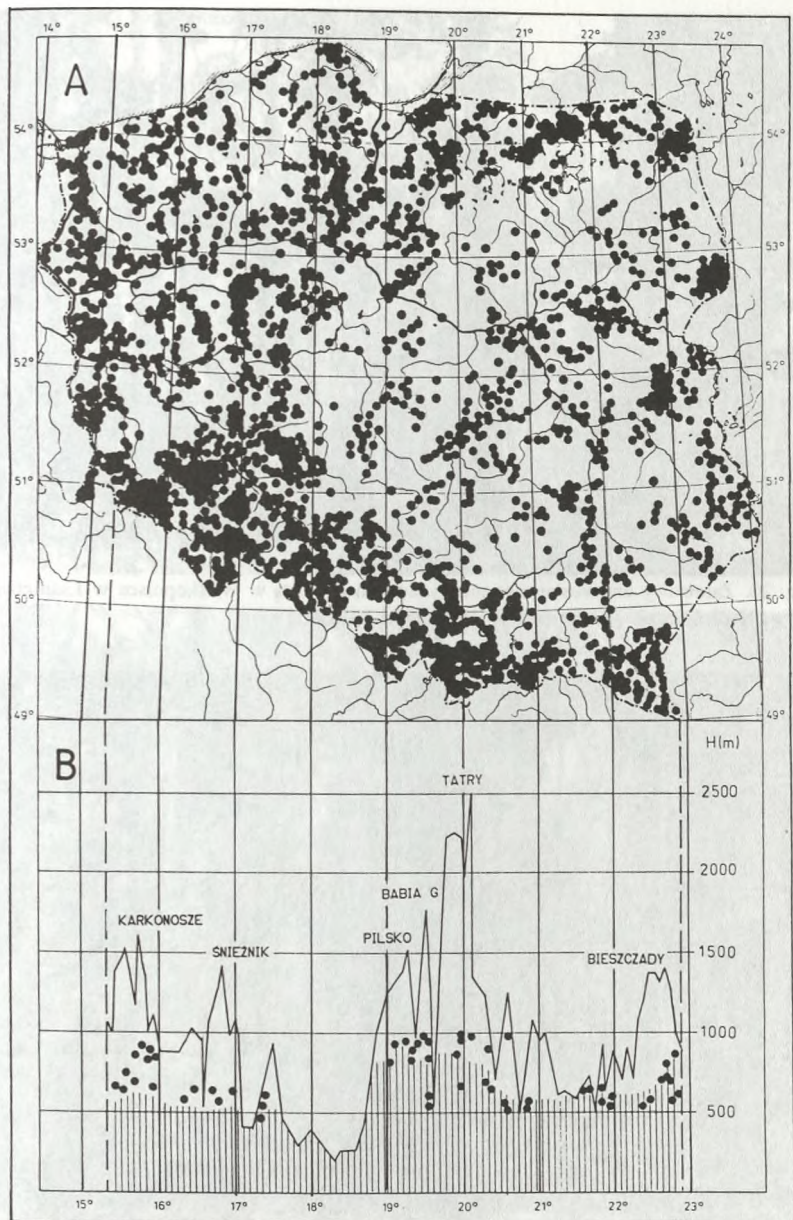 14° 15° 16° 17° 18° 19° 20° 21° 22° 23° 24°
A
54° 54°
53° 53°
52° 52°
51° 51°
50° 50°
49° 49°
B
H(m)
TATRY
2500
2000
BABIA G
KARKONOSZE
PILSKO
1500
ŚNIEŻNIK
BIESZCZADY
1000
500
15° 16° 17° 18° 19° 20° 21° 22° 23°